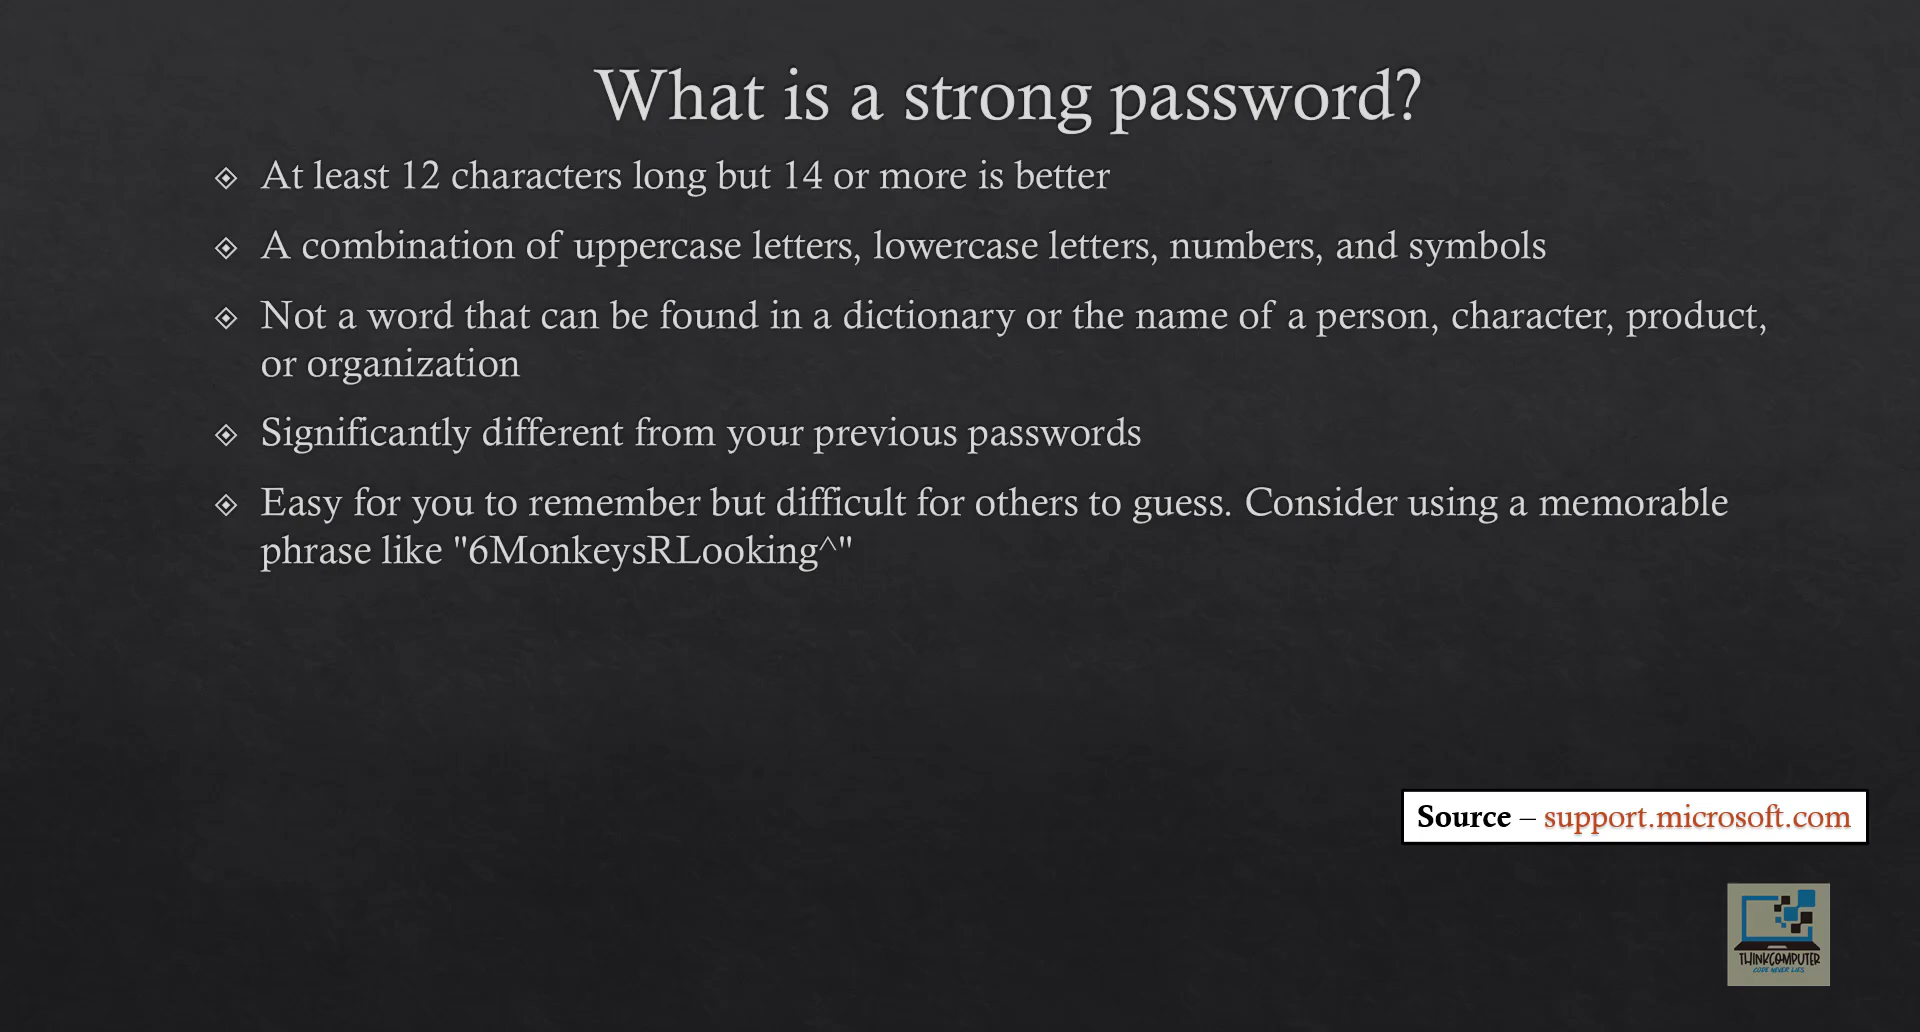 What is a strong password?
At least 12 characters long but 14 or more is better
A combination of uppercase letters, lowercase letters, numbers, and symbols
Not a word that can be found in a dictionary or the name of a person, character, product,
or organization
Significantly different from your previous passwords
Easy for you to remember but difficult for others to guess. Consider using a memorable
phrase like "6MonkeysRLooking^"
Source – support.microsoft.com
THINKCOMPUTER
CODE NEVER LIES